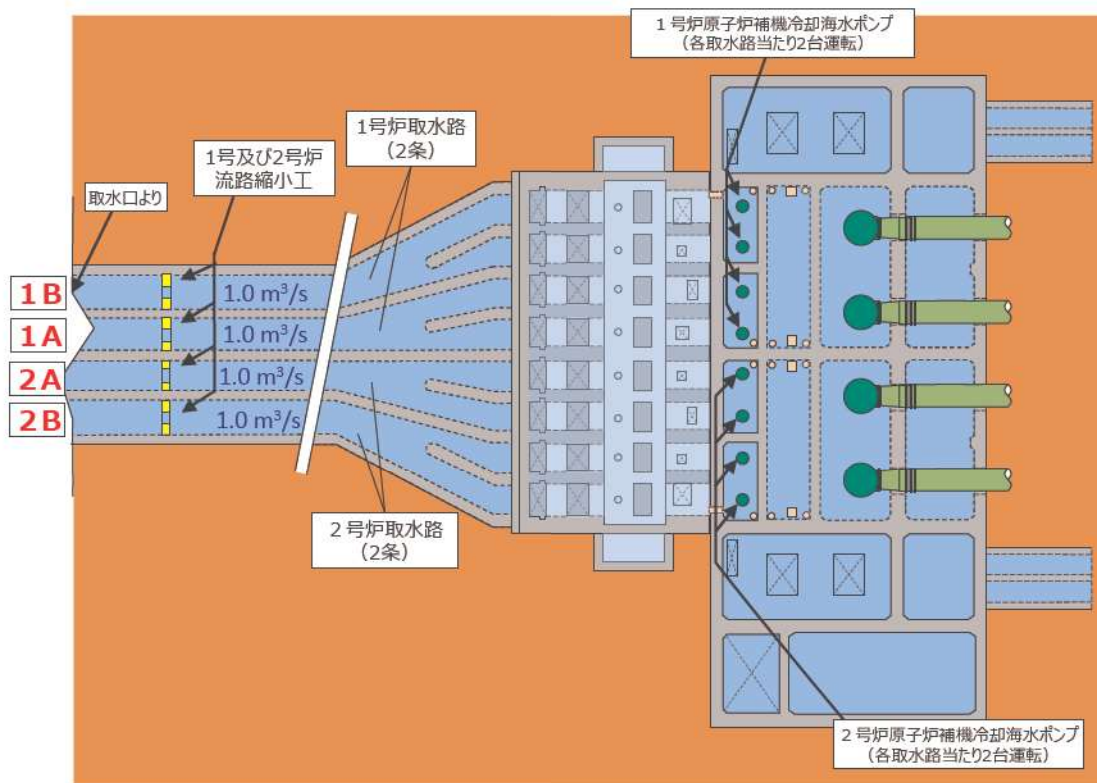 1号炉原子炉補機冷却海水ポンプ
（各取水路当たり2台運転）
1号炉取水路
（2条）
1号及び2号炉
流路縮小工
取水口より
1B
1.0 m³/s
1A
1.0 m³/s
2A
1.0 m³/s
2B
1.0 m³/s
2号炉取水路
（2条）
2号炉原子炉補機冷却海水ポンプ
（各取水路当たり2台運転）